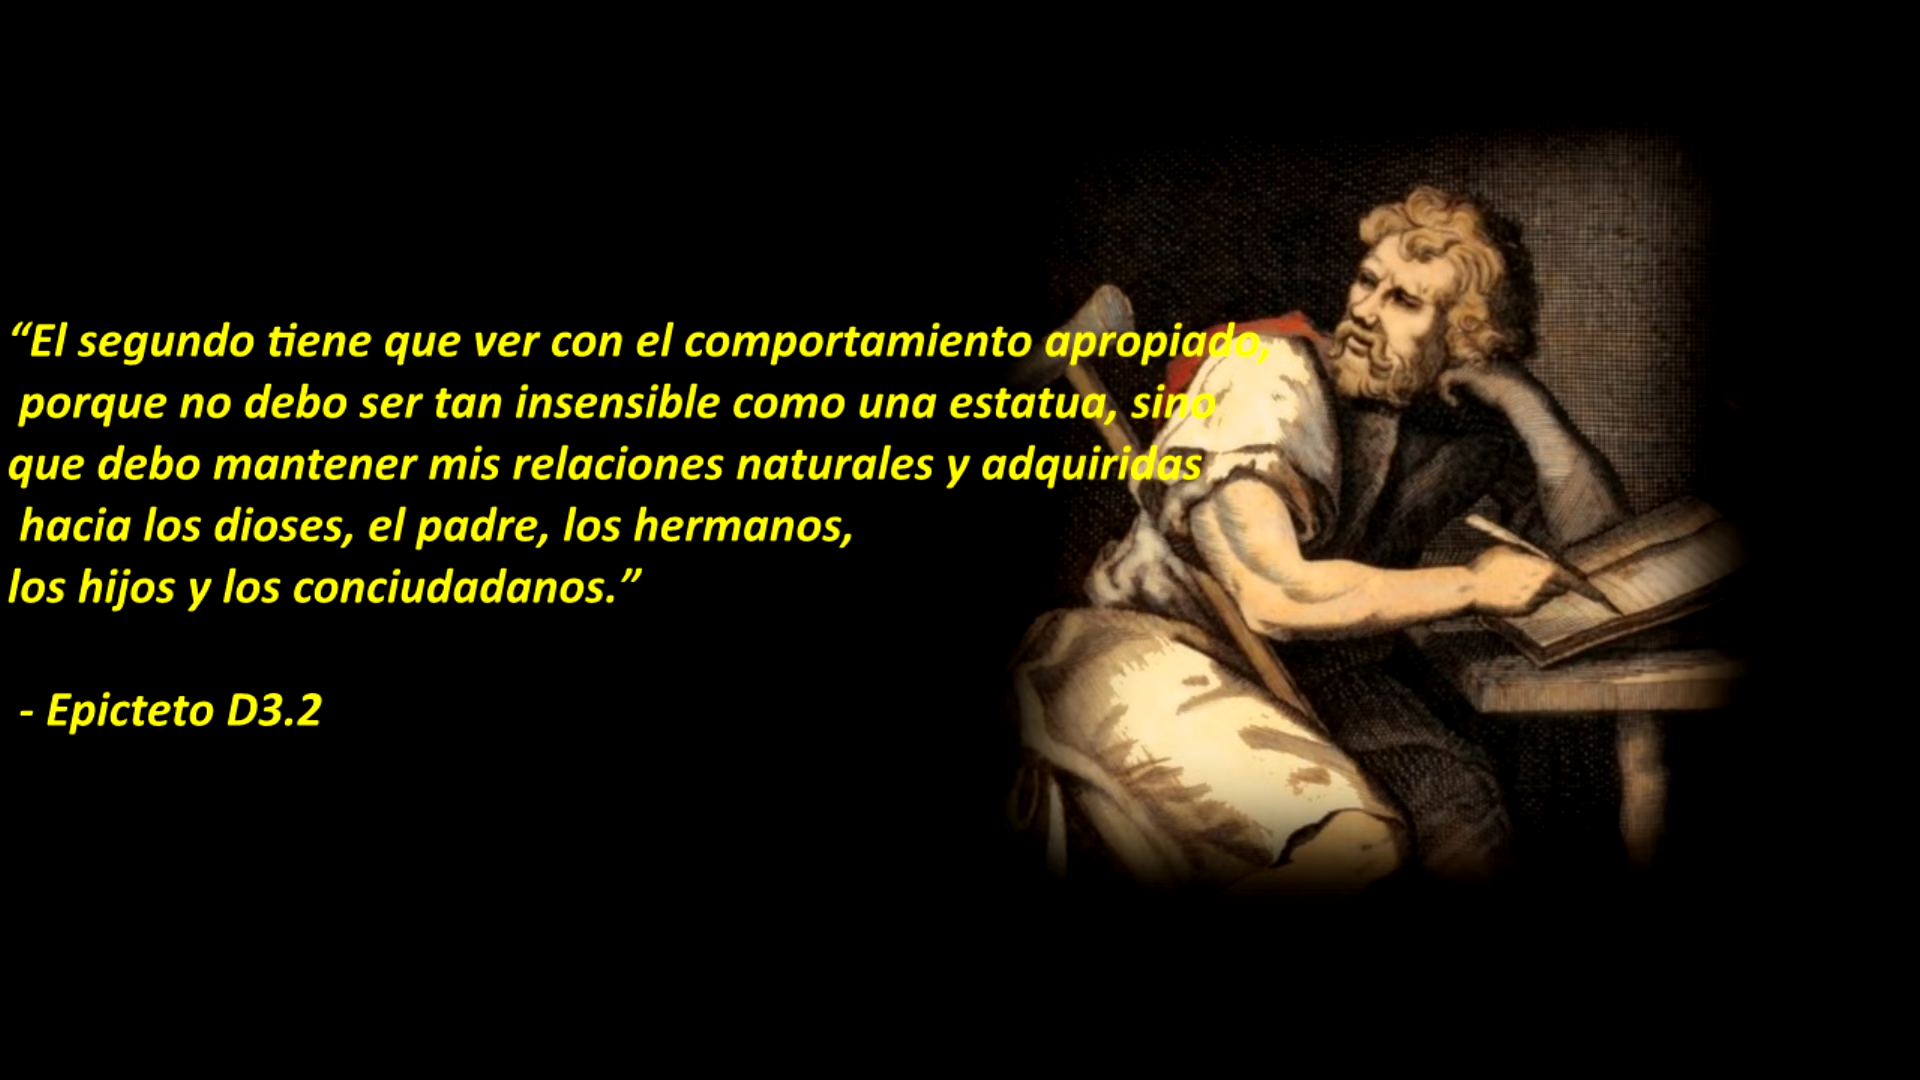 “El segundo tiene que ver con el comportamiento apropiado,
porque no debo ser tan insensible como una estatua, sino
que debo mantener mis relaciones naturales y adquiridas
hacia los dioses, el padre, los hermanos,
los hijos y los conciudadanos.”
- Epicteto D3.2